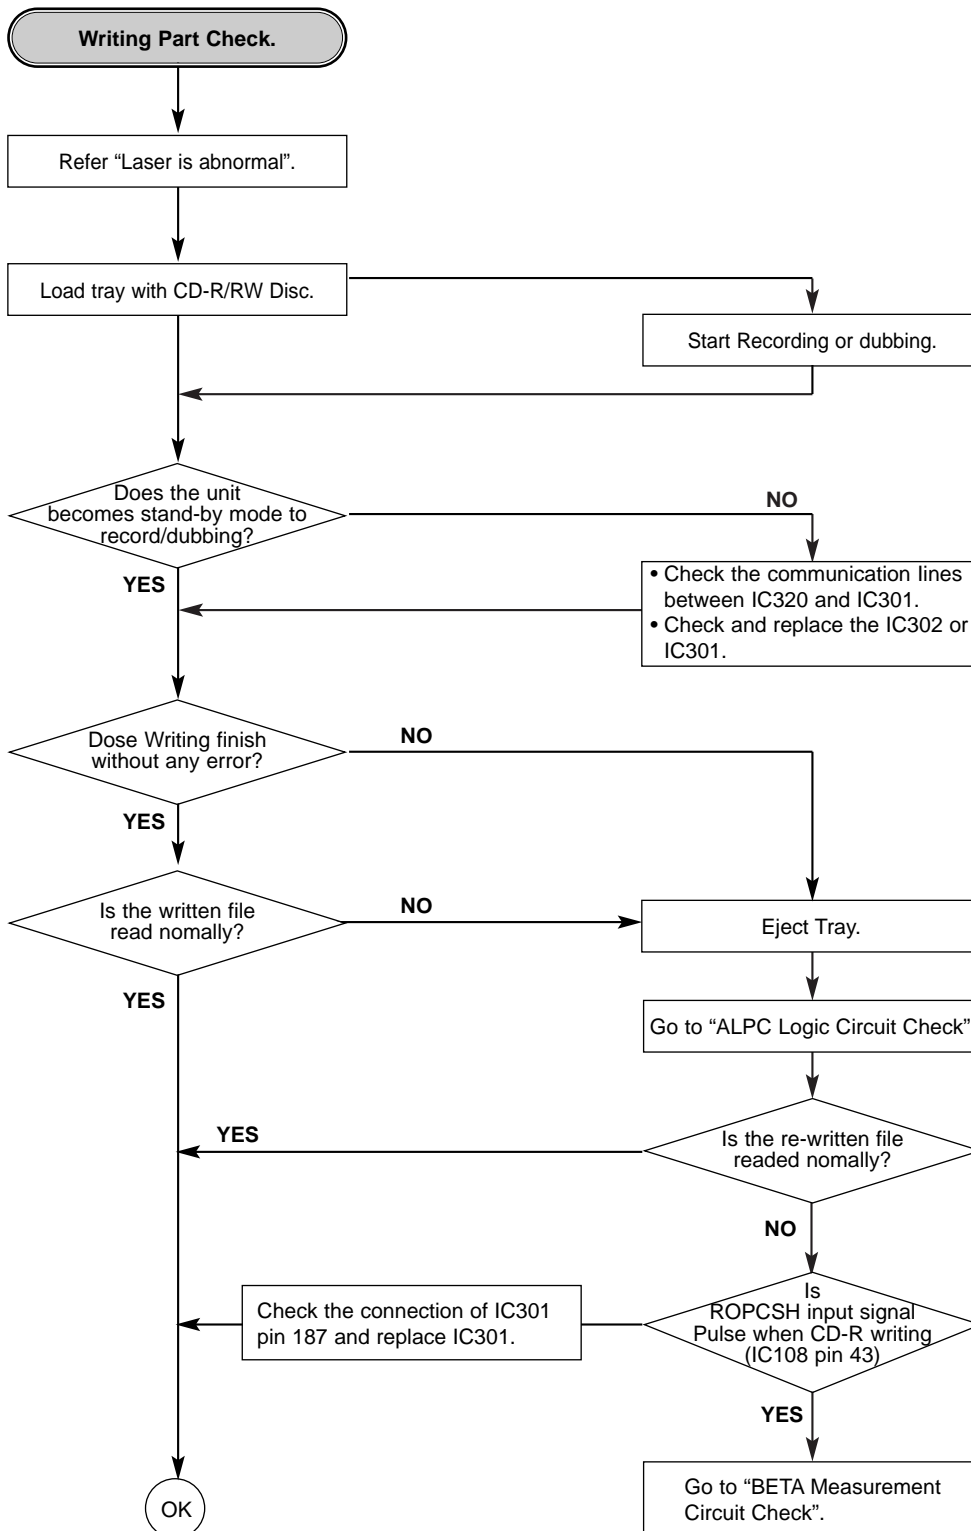 Writing Part Check.
Refer “Laser is abnormal”.
Load tray with CD-R/RW Disc.
Start Recording or dubbing.
Does the unit
becomes stand-by mode to
record/dubbing?
NO
YES
• Check the communication lines
between IC320 and IC301.
• Check and replace the IC302 or
IC301.
Dose Writing finish
without any error?
NO
YES
Is the written file
read nomally?
NO
YES
Eject Tray.
Go to “ALPC Logic Circuit Check”
Is the re-written file
readed nomally?
YES
NO
Is
ROPCSH input signal
Pulse when CD-R writing
(IC108 pin 43)
Check the connection of IC301
pin 187 and replace IC301.
YES
Go to “BETA Measurement
Circuit Check”.
OK